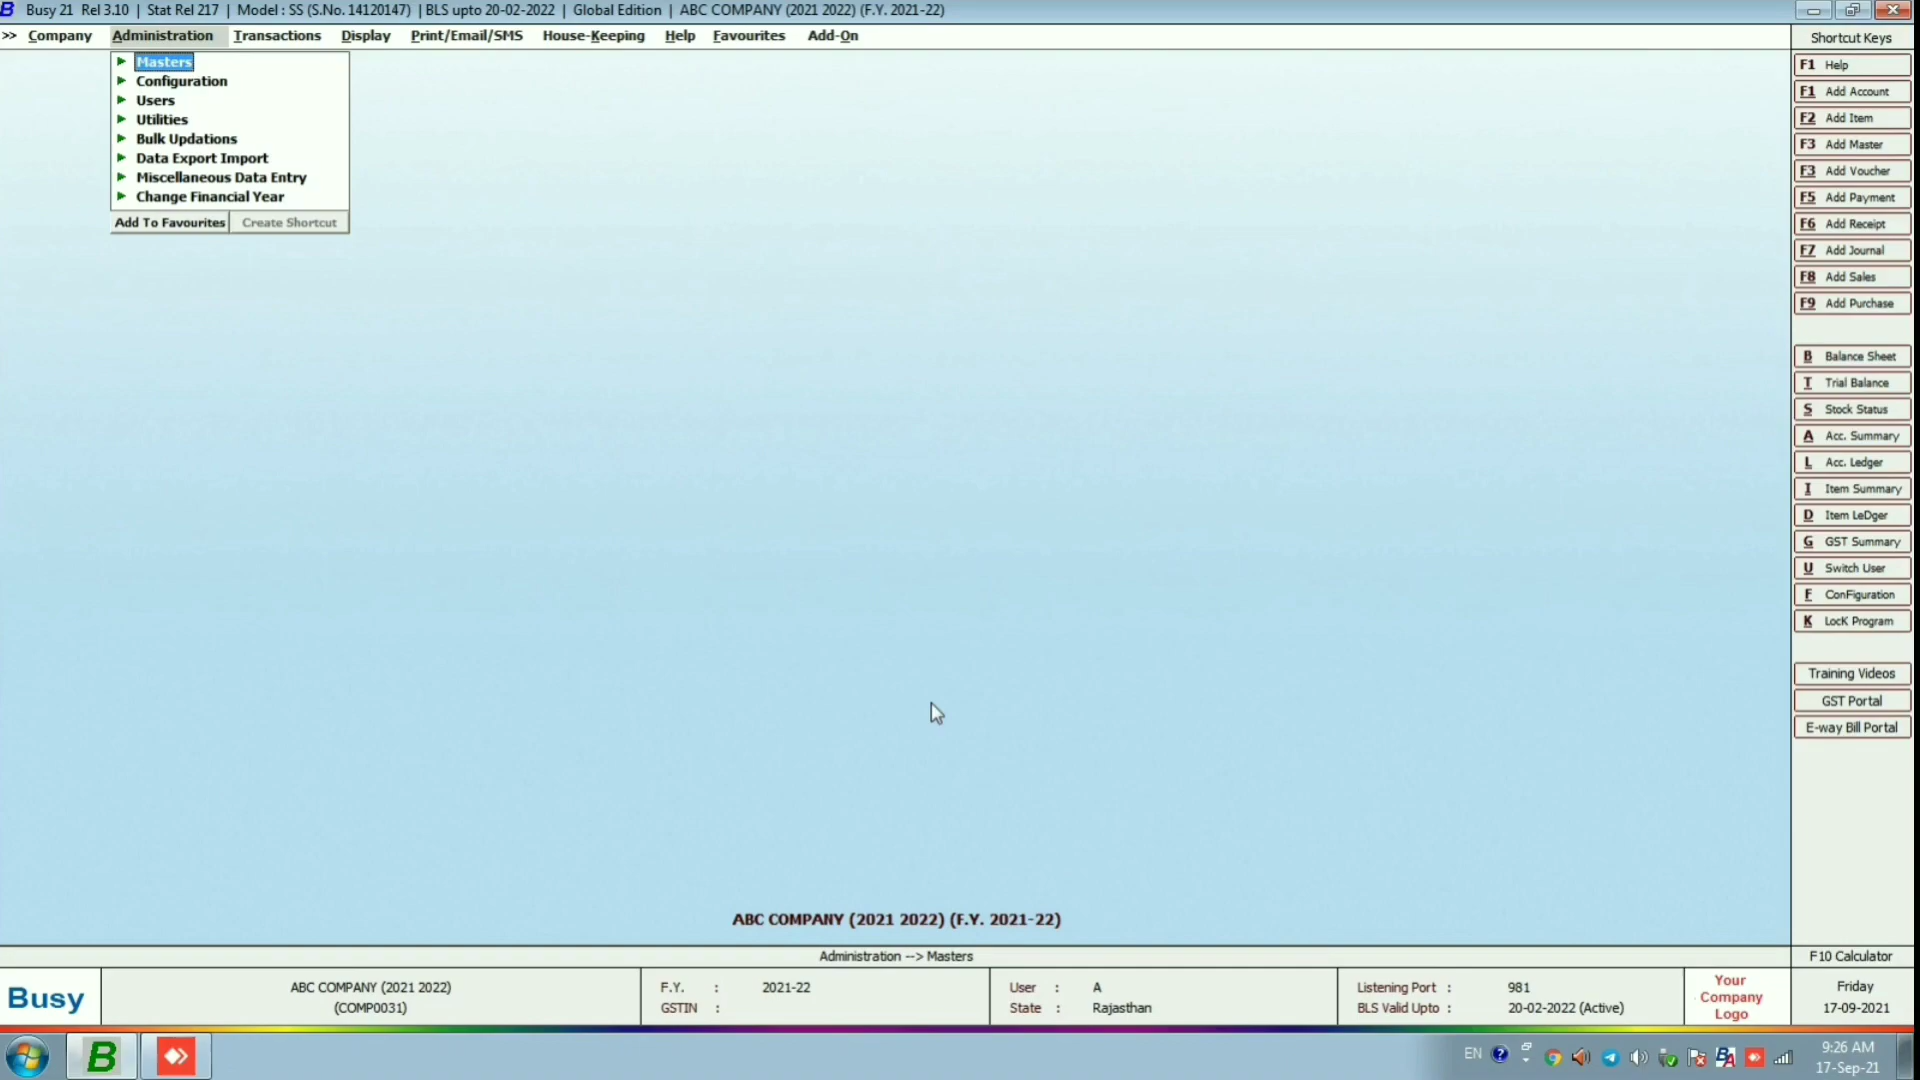 Busy 21 Rel 3.10 | Stat Rel 217 | Model : SS (S.No. 14120147) | BLS upto 20-02-2022 | Global Edition | ABC COMPANY (2021 2022) (F.Y. 2021-22)
>> Company Administration Transactions Display Print/Email/SMS House-Keeping Help Favourites Add-On
Masters
Configuration
Users
Utilities
Bulk Updations
Data Export Import
Miscellaneous Data Entry
Change Financial Year
Add To Favourites Create Shortcut
Shortcut Keys
F1 Help
F1 Add Account
F2 Add Item
F3 Add Master
F3 Add Voucher
F5 Add Payment
F6 Add Receipt
F7 Add Journal
F8 Add Sales
F9 Add Purchase
B Balance Sheet
T Trial Balance
S Stock Status
A Acc. Summary
L Acc. Ledger
I Item Summary
D Item LeDger
G GST Summary
U Switch User
F ConFiguration
K LocK Program
Training Videos
GST Portal
E-way Bill Portal
ABC COMPANY (2021 2022) (F.Y. 2021-22)
Administration --> Masters
F10 Calculator
Busy
ABC COMPANY (2021 2022)
(COMP0031)
F.Y. : 2021-22
GSTIN :
User : A
State : Rajasthan
Listening Port : 981
BLS Valid Upto : 20-02-2022 (Active)
Your
Company
Logo
Friday
17-09-2021
EN
9:26 AM
17-Sep-21